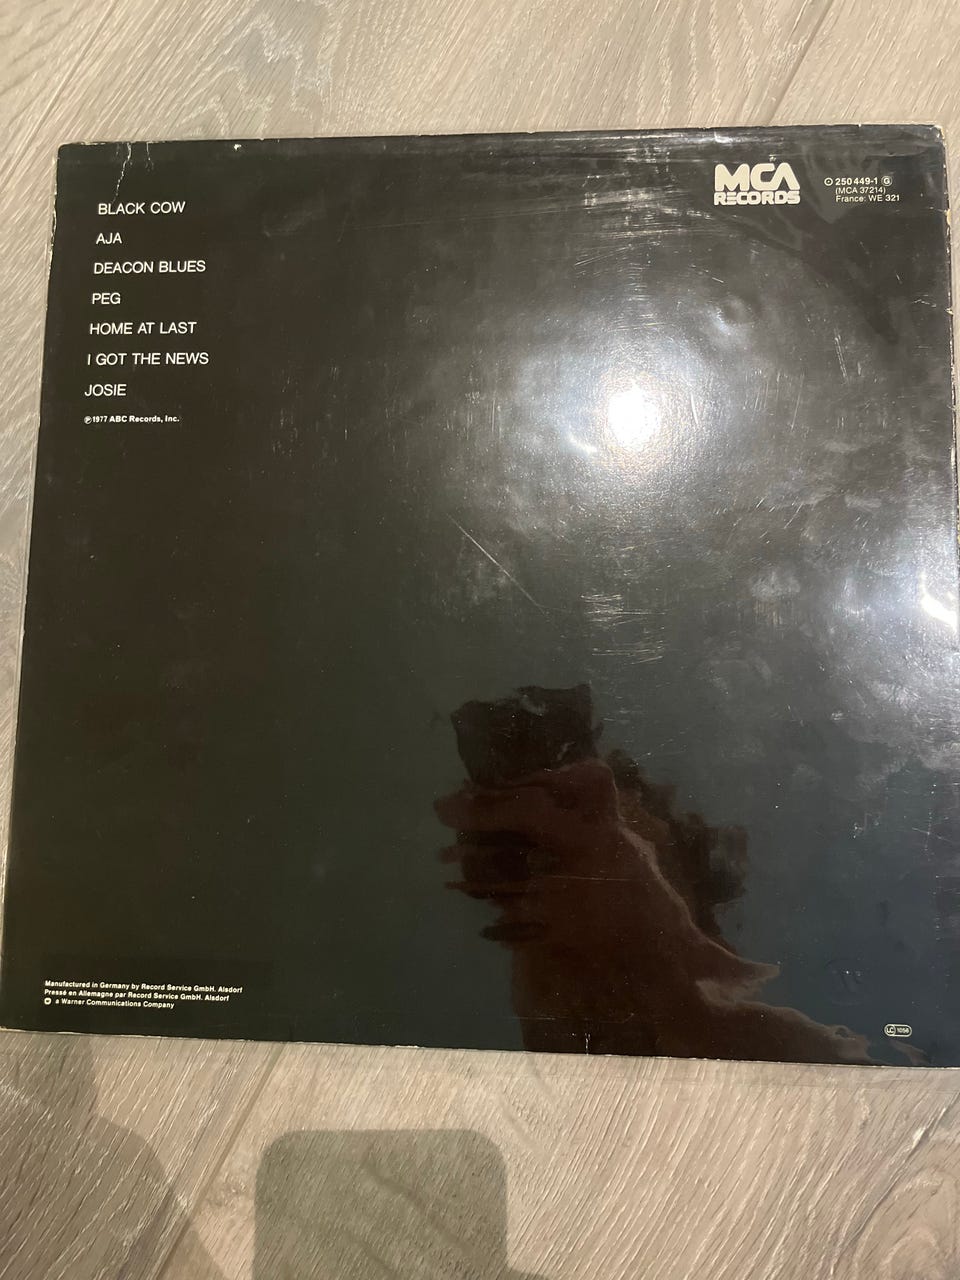 BLACK COW
AJA
DEACON BLUES
PEG
HOME AT LAST
I GOT THE NEWS
JOSIE
℗1977 ABC Records, Inc.
MCA
RECORDS
250 449-1 G
(MCA 37214)
France: WE 321
Manufactured in Germany by Record Service GmbH. Alsdorf
Pressé en Allemagne par Record Service GmbH. Alsdorf
a Warner Communications Company
LC 1056